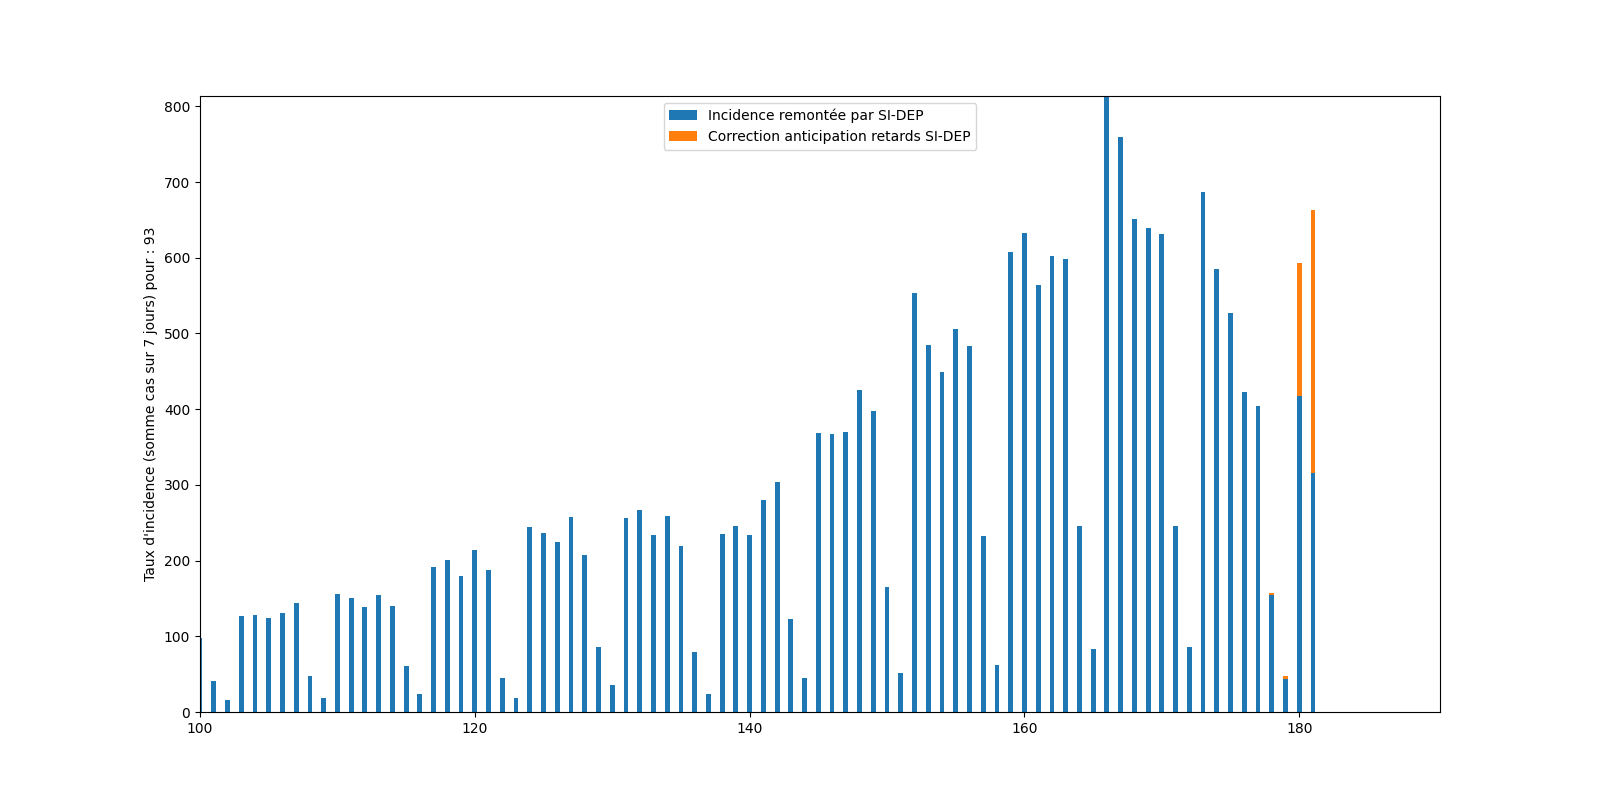 Incidence remontée par SI-DEP
Correction anticipation retards SI-DEP
Taux d'incidence (somme cas sur 7 jours) pour : 93
800
700
600
500
400
300
200
100
0
100 120 140 160 180